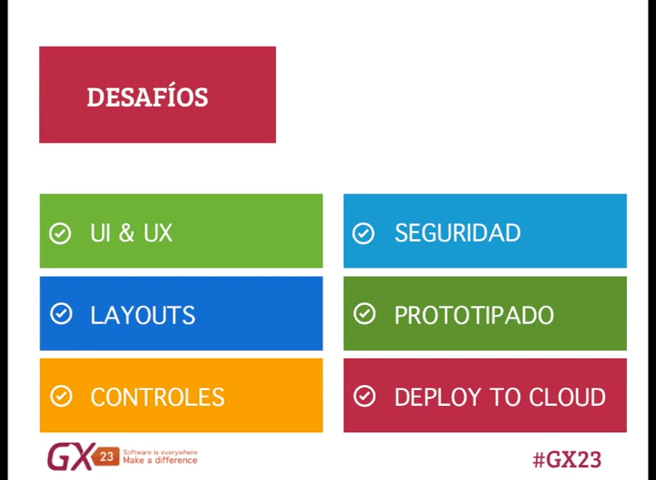 DESAFÍOS
UI & UX
SEGURIDAD
LAYOUTS
PROTOTIPADO
CONTROLES
DEPLOY TO CLOUD
GX 23
Software is everywhere
Make a difference
#GX23